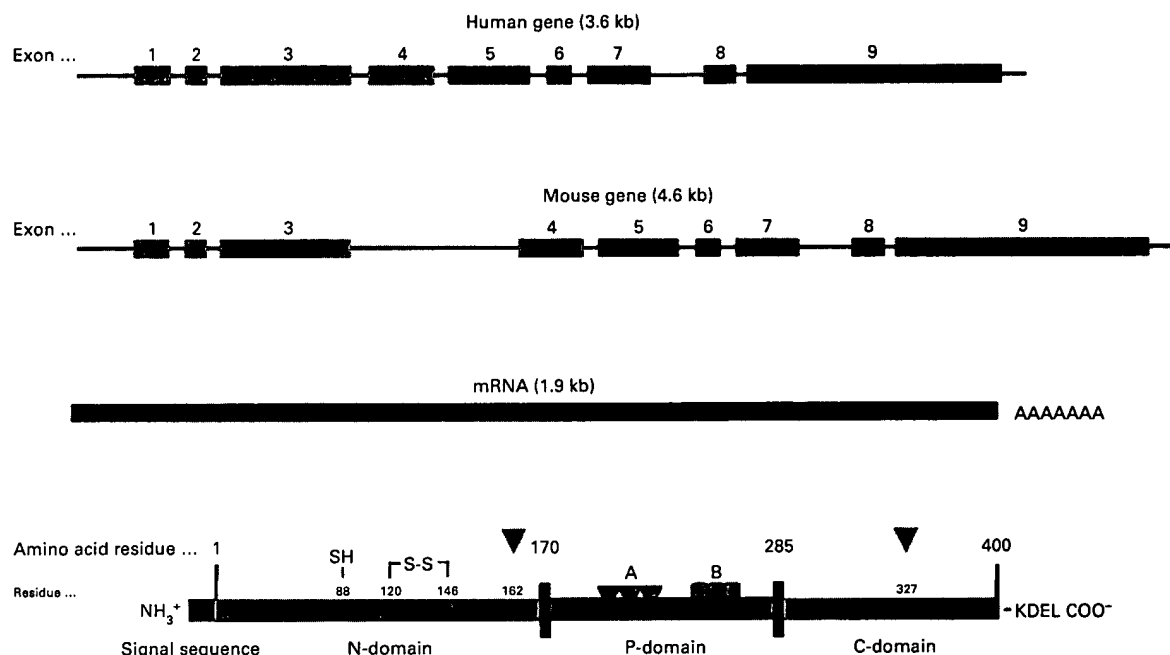 Human gene (3.6 kb)
Exon ... 1 2 3 4 5 6 7 8 9
Mouse gene (4.6 kb)
Exon ... 1 2 3 4 5 6 7 8 9
mRNA (1.9 kb)
AAAAAAA
Amino acid residue ... 1 170 285 400
SH S-S A B
Residue ... 88 120 146 162 327
NH₃⁺ -KDEL COO⁻
Signal sequence N-domain P-domain C-domain